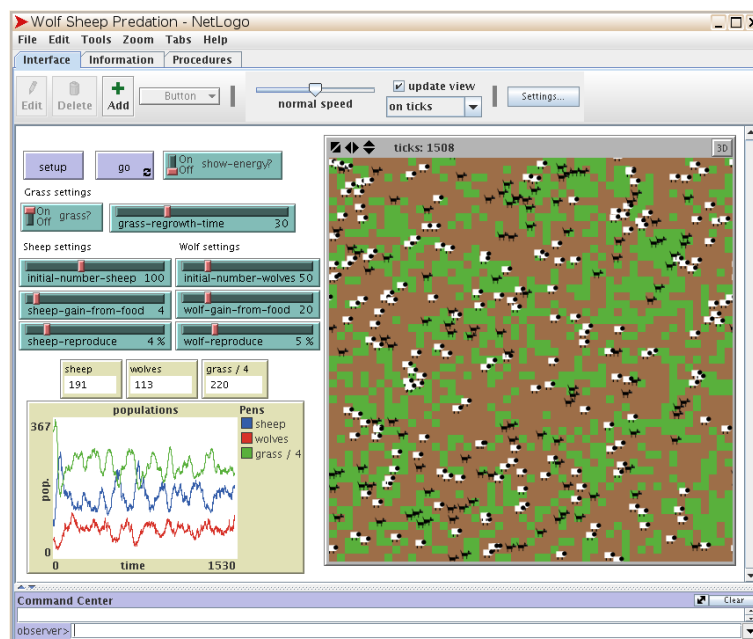 Wolf Sheep Predation - NetLogo
File Edit Tools Zoom Tabs Help
Interface Information Procedures
Edit Delete Add Button normal speed update view on ticks Settings...
setup go On Off show-energy?
ticks: 1508 3D
Grass settings
On Off grass? grass-regrowth-time 30
Sheep settings Wolf settings
initial-number-sheep 100 initial-number-wolves 50
sheep-gain-from-food 4 wolf-gain-from-food 20
sheep-reproduce 4 % wolf-reproduce 5 %
sheep wolves grass / 4
191 113 220
populations Pens
367
sheep
wolves
grass / 4
pop.
0
0 time 1530
Command Center Clear
observer>